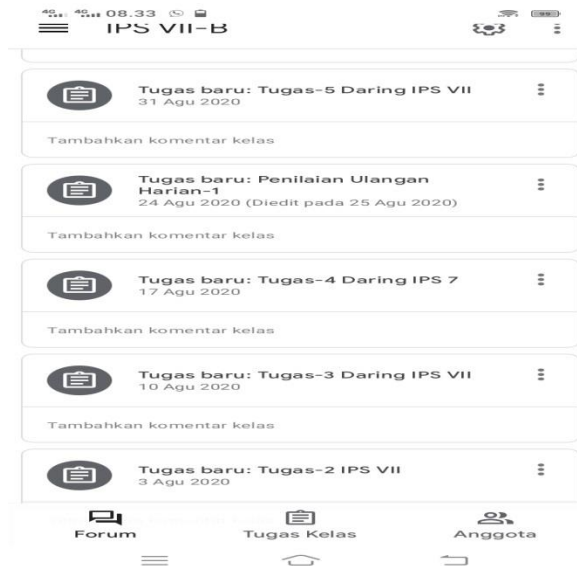 4G 4G 08.33 99
IPS VII-B
Tugas baru: Tugas-5 Daring IPS VII
31 Agu 2020
Tambahkan komentar kelas
Tugas baru: Penilaian Ulangan
Harian-1
24 Agu 2020 (Diedit pada 25 Agu 2020)
Tambahkan komentar kelas
Tugas baru: Tugas-4 Daring IPS 7
17 Agu 2020
Tambahkan komentar kelas
Tugas baru: Tugas-3 Daring IPS VII
10 Agu 2020
Tambahkan komentar kelas
Tugas baru: Tugas-2 IPS VII
3 Agu 2020
Forum Tugas Kelas Anggota